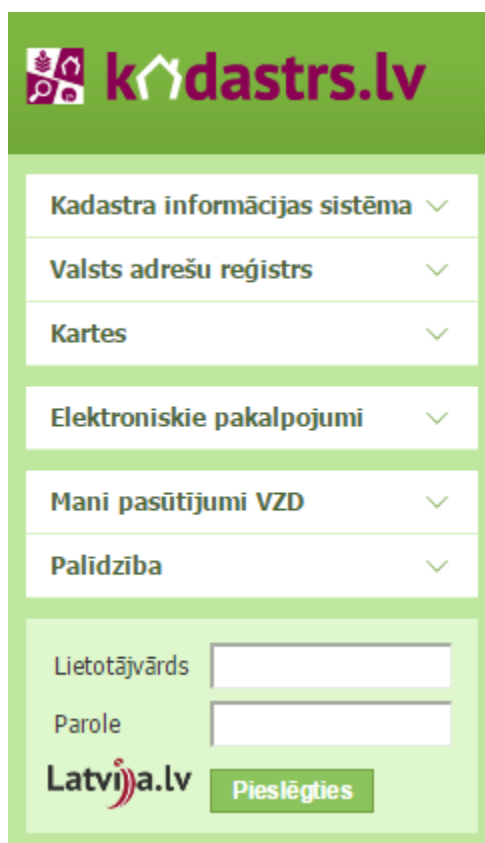 kadastrs.lv
Kadastra informācijas sistēma
Valsts adrešu reģistrs
Kartes
Elektroniskie pakalpojumi
Mani pasūtījumi VZD
Palīdzība
Lietotājvārds
Parole
Latvija.lv Pieslēgties